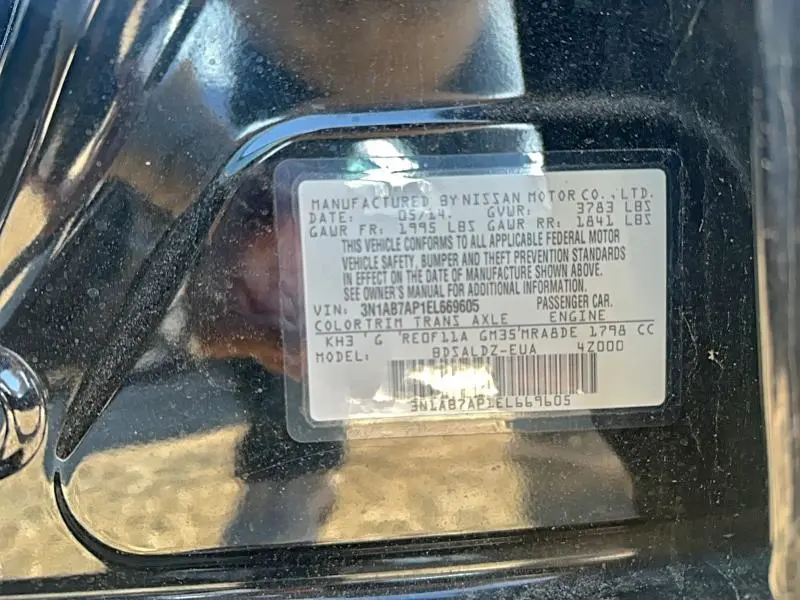 MANUFACTURED BY NISSAN MOTOR CO., LTD.
DATE: 05/14. GVWR: 3783 LBS
GAWR FR: 1995 LBS GAWR RR: 1841 LBS
THIS VEHICLE CONFORMS TO ALL APPLICABLE FEDERAL MOTOR
VEHICLE SAFETY, BUMPER AND THEFT PREVENTION STANDARDS
IN EFFECT ON THE DATE OF MANUFACTURE SHOWN ABOVE.
SEE OWNER'S MANUAL FOR ADDITIONAL INFORMATION.
VIN: 3N1AB7AP1EL669605 PASSENGER CAR.
COLORTRIM TRANS AXLE ENGINE
KH3 'G 'RE0F11A GM35'MRA8DE 1798 CC
MODEL: BDSALDZ-EUA 4Z000
3N1AB7AP1EL669605